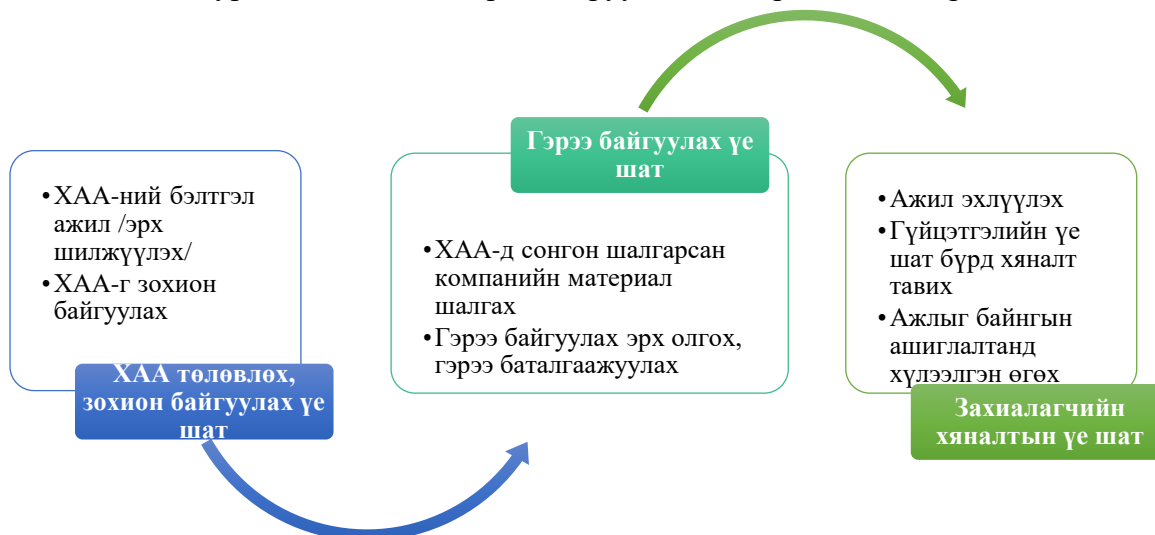 • ХАА-ний бэлтгэл
ажил /эрх
шилжүүлэх/
• ХАА-г зохион
байгуулах
ХАА төлөвлөх,
зохион байгуулах үе
шат
Гэрээ байгуулах үе
шат
• ХАА-д сонгон шалгарсан
компанийн материал
шалгах
• Гэрээ байгуулах эрх олгох,
гэрээ баталгаажуулах
• Ажил эхлүүлэх
• Гүйцэтгэлийн үе
шат бүрд хяналт
тавих
• Ажлыг байнгын
ашиглалтанд
хүлээлгэн өгөх
Захиалагчийн
хяналтын үе шат